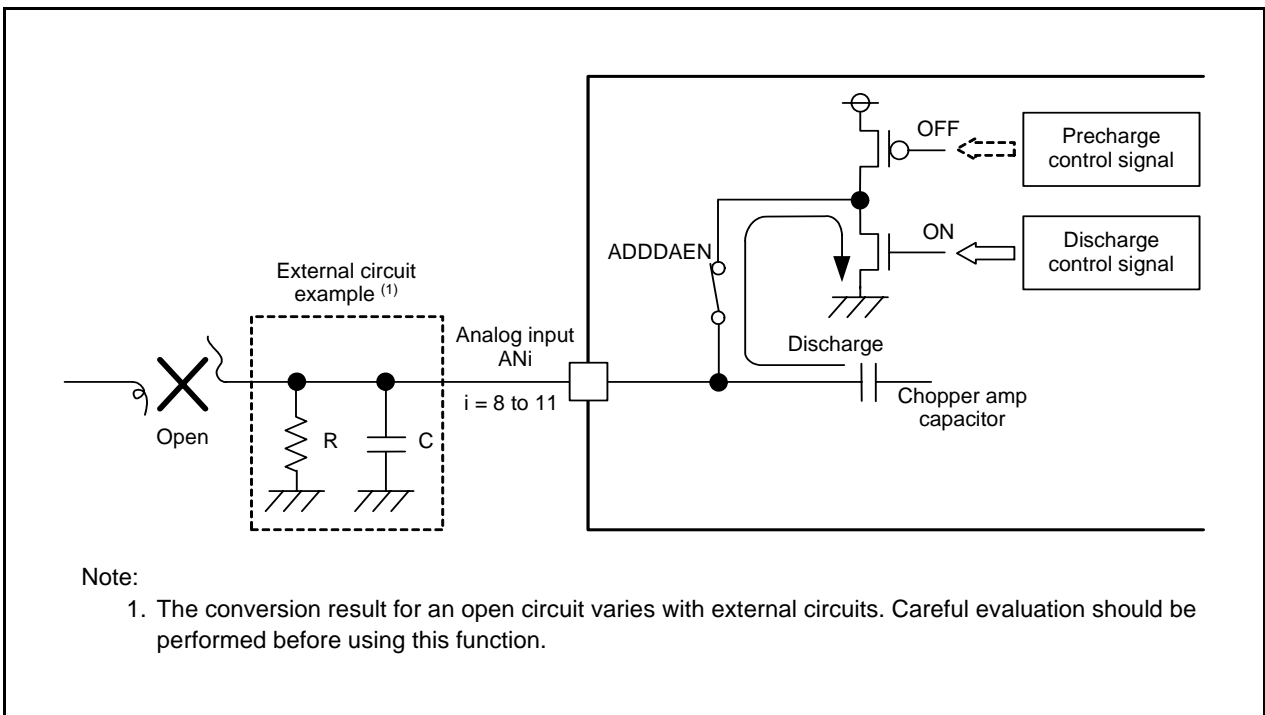 OFF
Precharge
control signal
ADDDAEN
ON
Discharge
control signal
External circuit
example (1)
Analog input
ANi
i = 8 to 11
Discharge
Chopper amp
capacitor
Open
R
C
Note:
1. The conversion result for an open circuit varies with external circuits. Careful evaluation should be
performed before using this function.